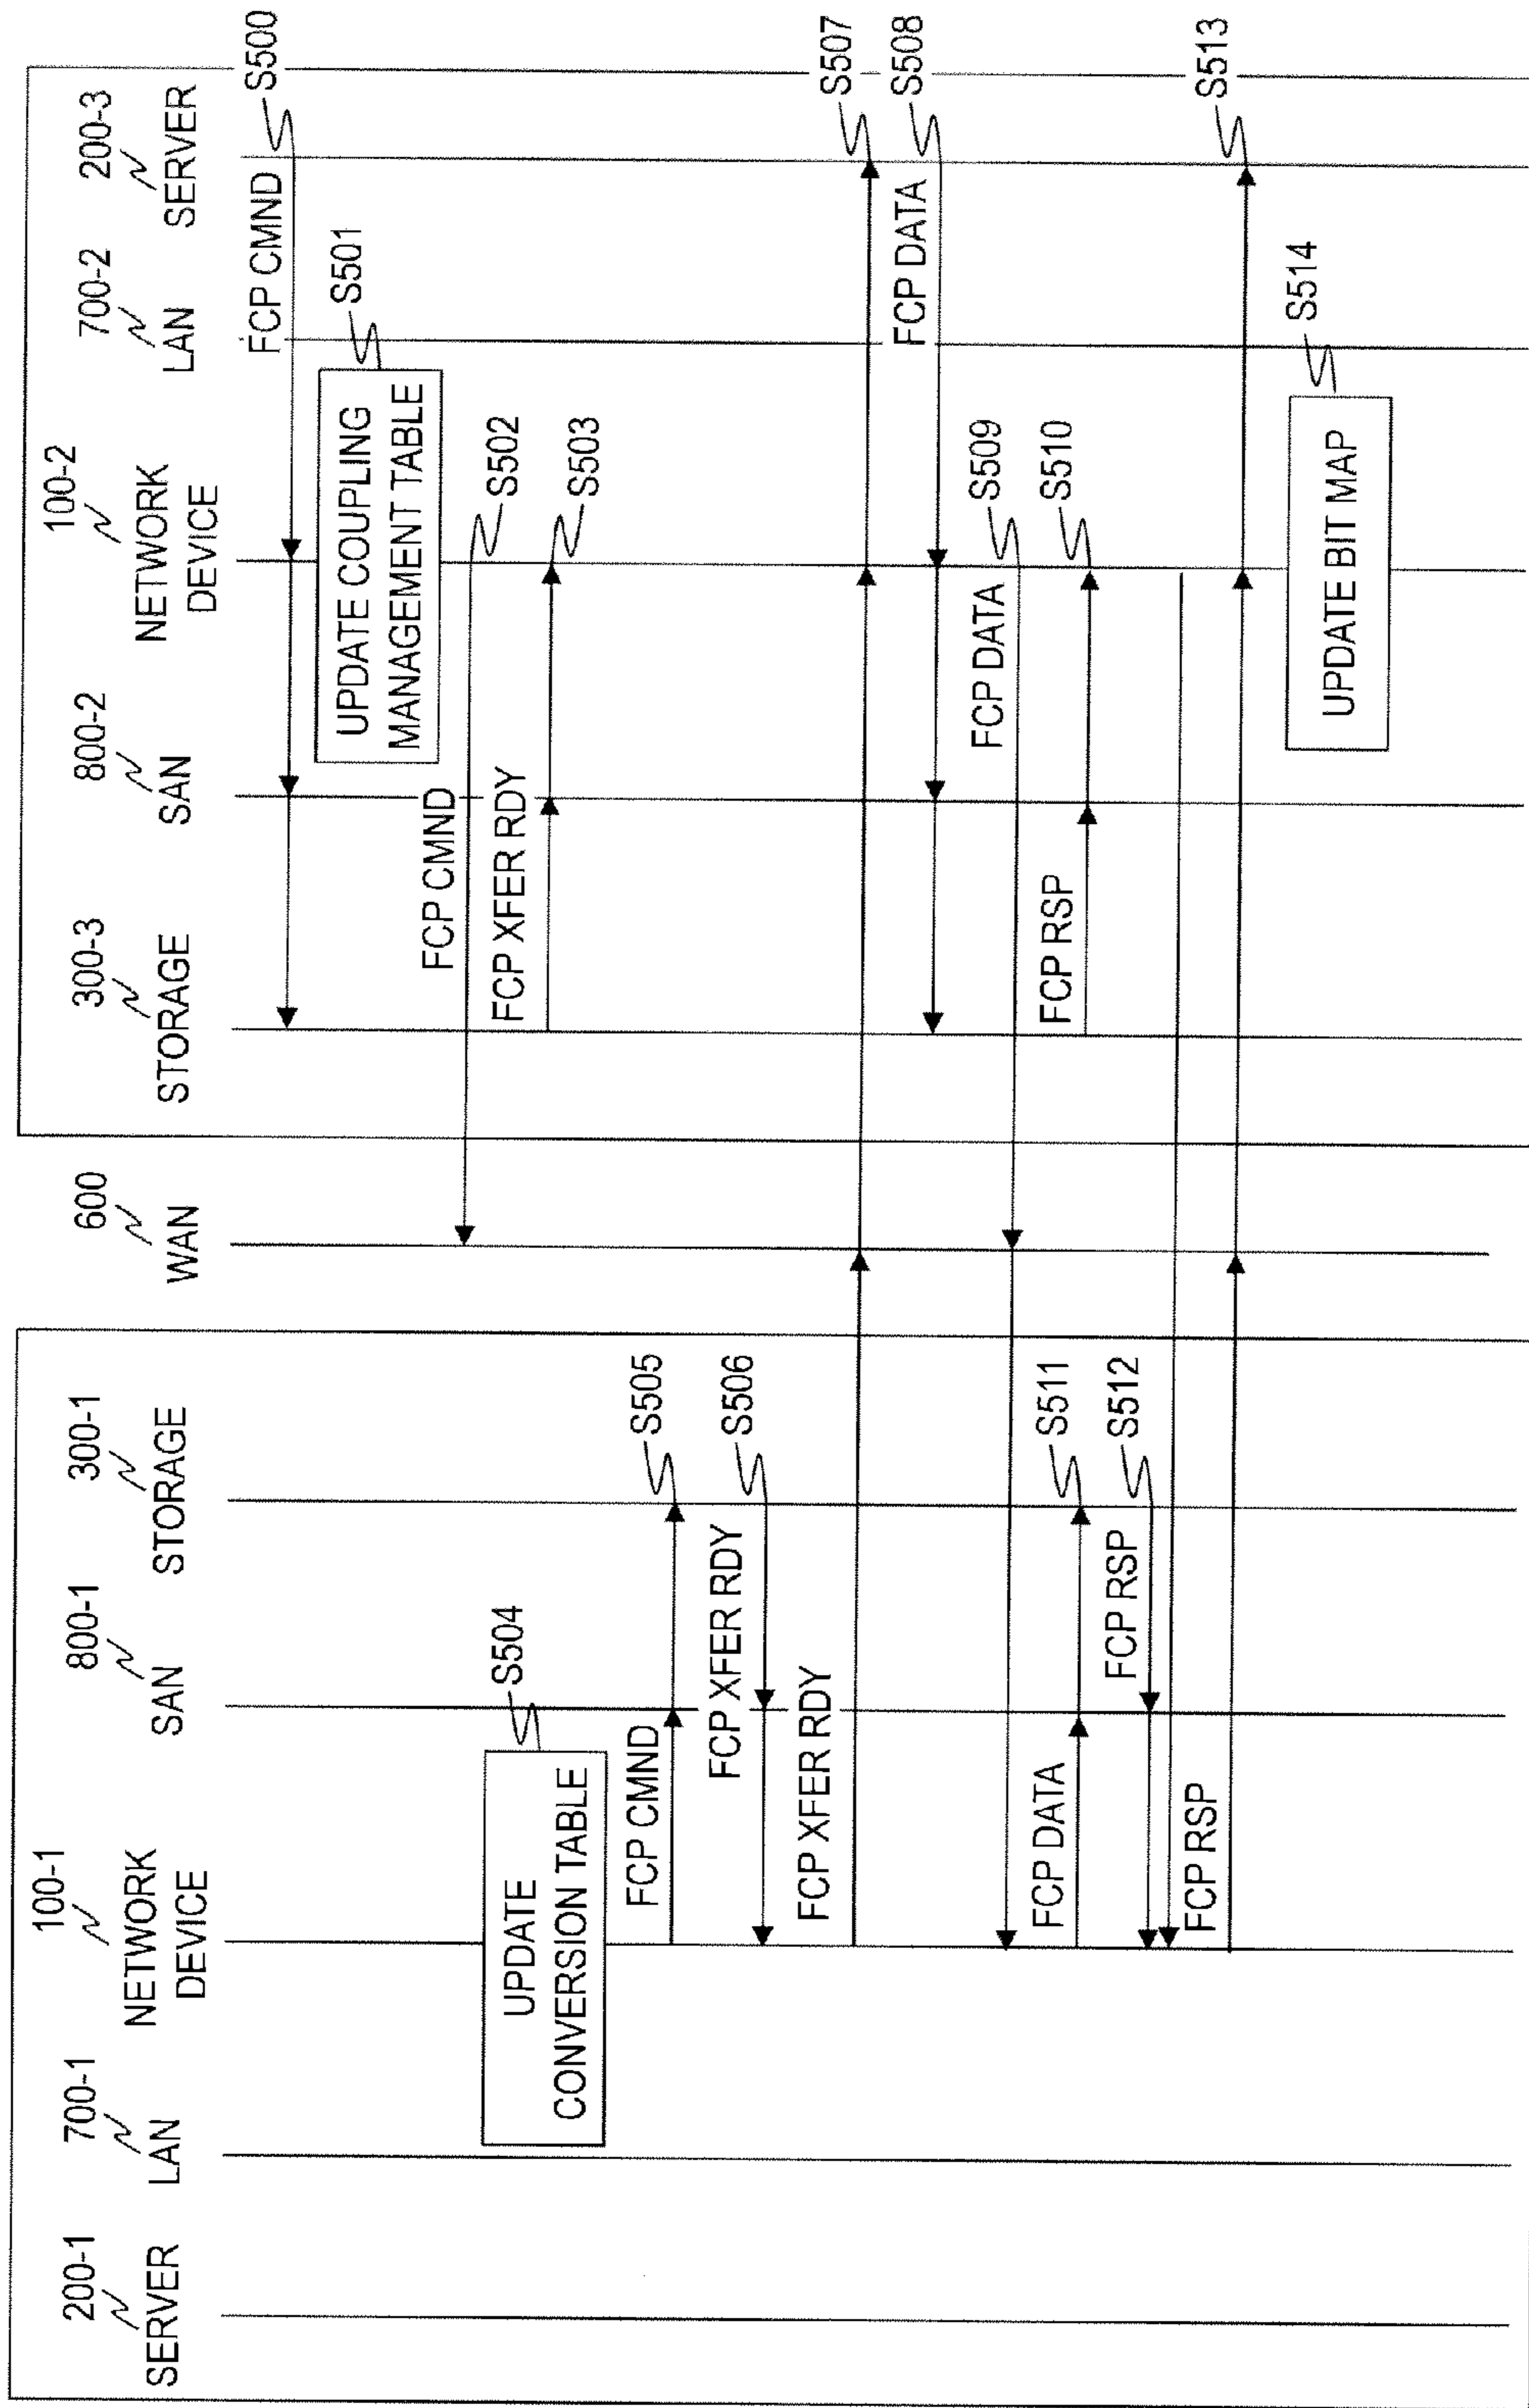 200-1
SERVER
700-1
LAN
100-1
NETWORK
DEVICE
800-1
SAN
300-1
STORAGE
600
WAN
300-3
STORAGE
800-2
SAN
100-2
NETWORK
DEVICE
700-2
LAN
200-3
SERVER
FCP CMND
S500
UPDATE COUPLING
MANAGEMENT TABLE
S501
FCP CMND
S502
FCP XFER RDY
S503
UPDATE
CONVERSION TABLE
S504
FCP CMND
S505
FCP XFER RDY
S506
FCP XFER RDY
S507
FCP DATA
S508
FCP DATA
S509
FCP RSP
S510
FCP DATA
S511
FCP RSP
S512
FCP RSP
S513
UPDATE BIT MAP
S514